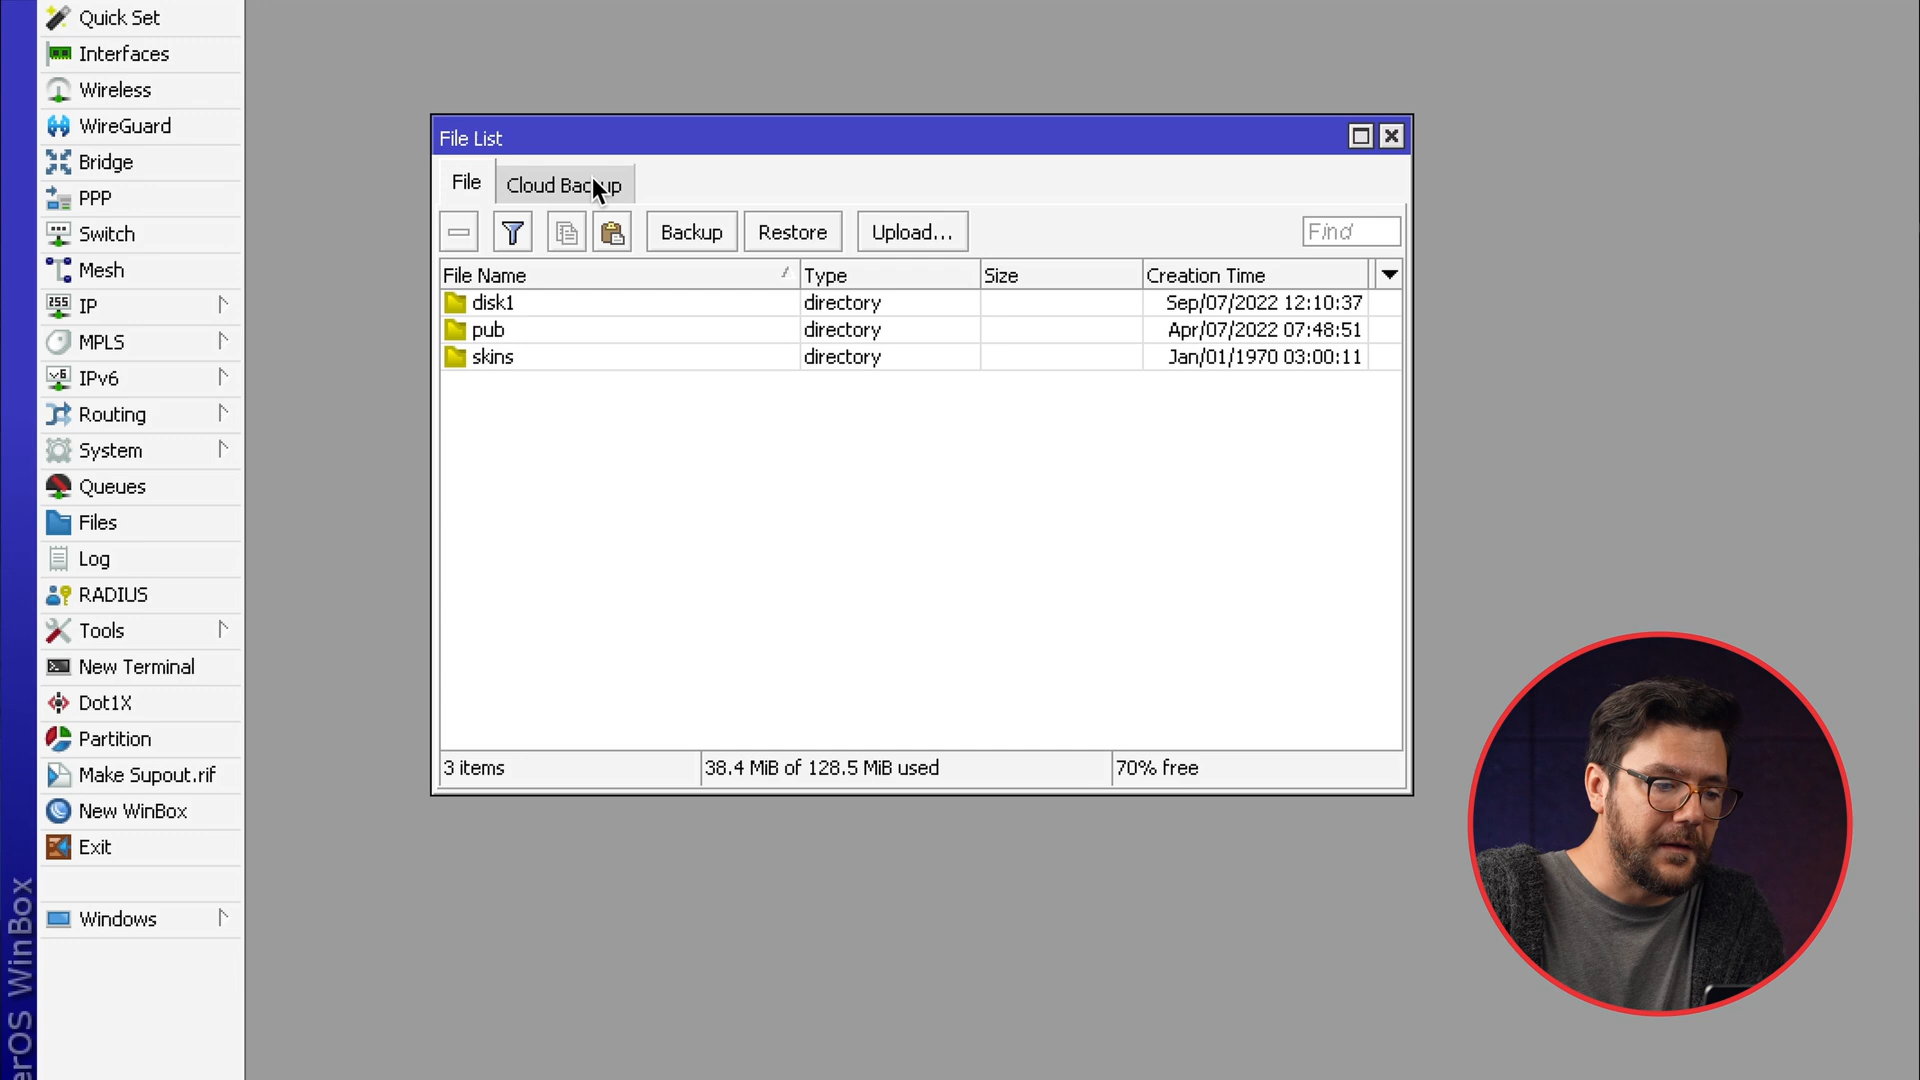 Quick Set
Interfaces
Wireless
WireGuard
Bridge
PPP
Switch
Mesh
255
IP
MPLS
v6
IPv6
Routing
System
Queues
Files
Log
RADIUS
Tools
New Terminal
Dot1X
Partition
Make Supout.rif
New WinBox
Exit
Windows
erOS WinBox
File List
File
Cloud Backup
Backup
Restore
Upload...
Find
File Name
Type
Size
Creation Time
disk1 directory Sep/07/2022 12:10:37
pub directory Apr/07/2022 07:48:51
skins directory Jan/01/1970 03:00:11
3 items
38.4 MiB of 128.5 MiB used
70% free